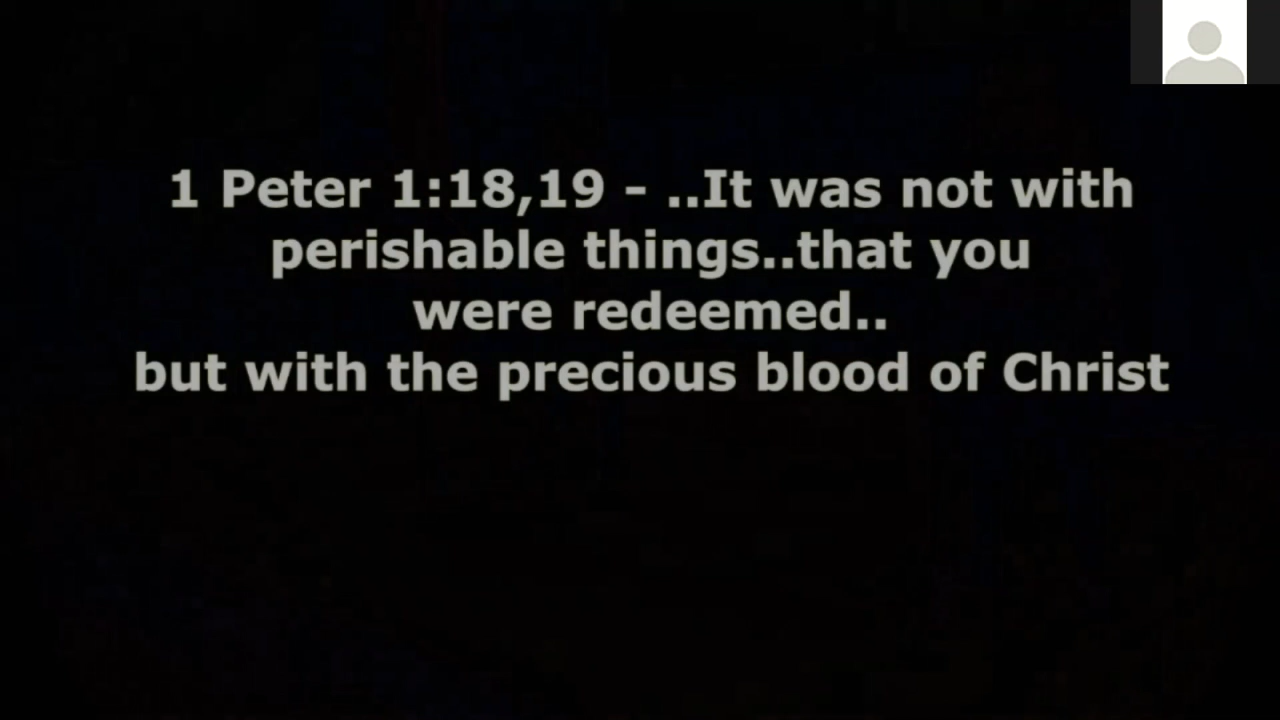 1 Peter 1:18,19 - ..It was not with
perishable things..that you
were redeemed..
but with the precious blood of Christ